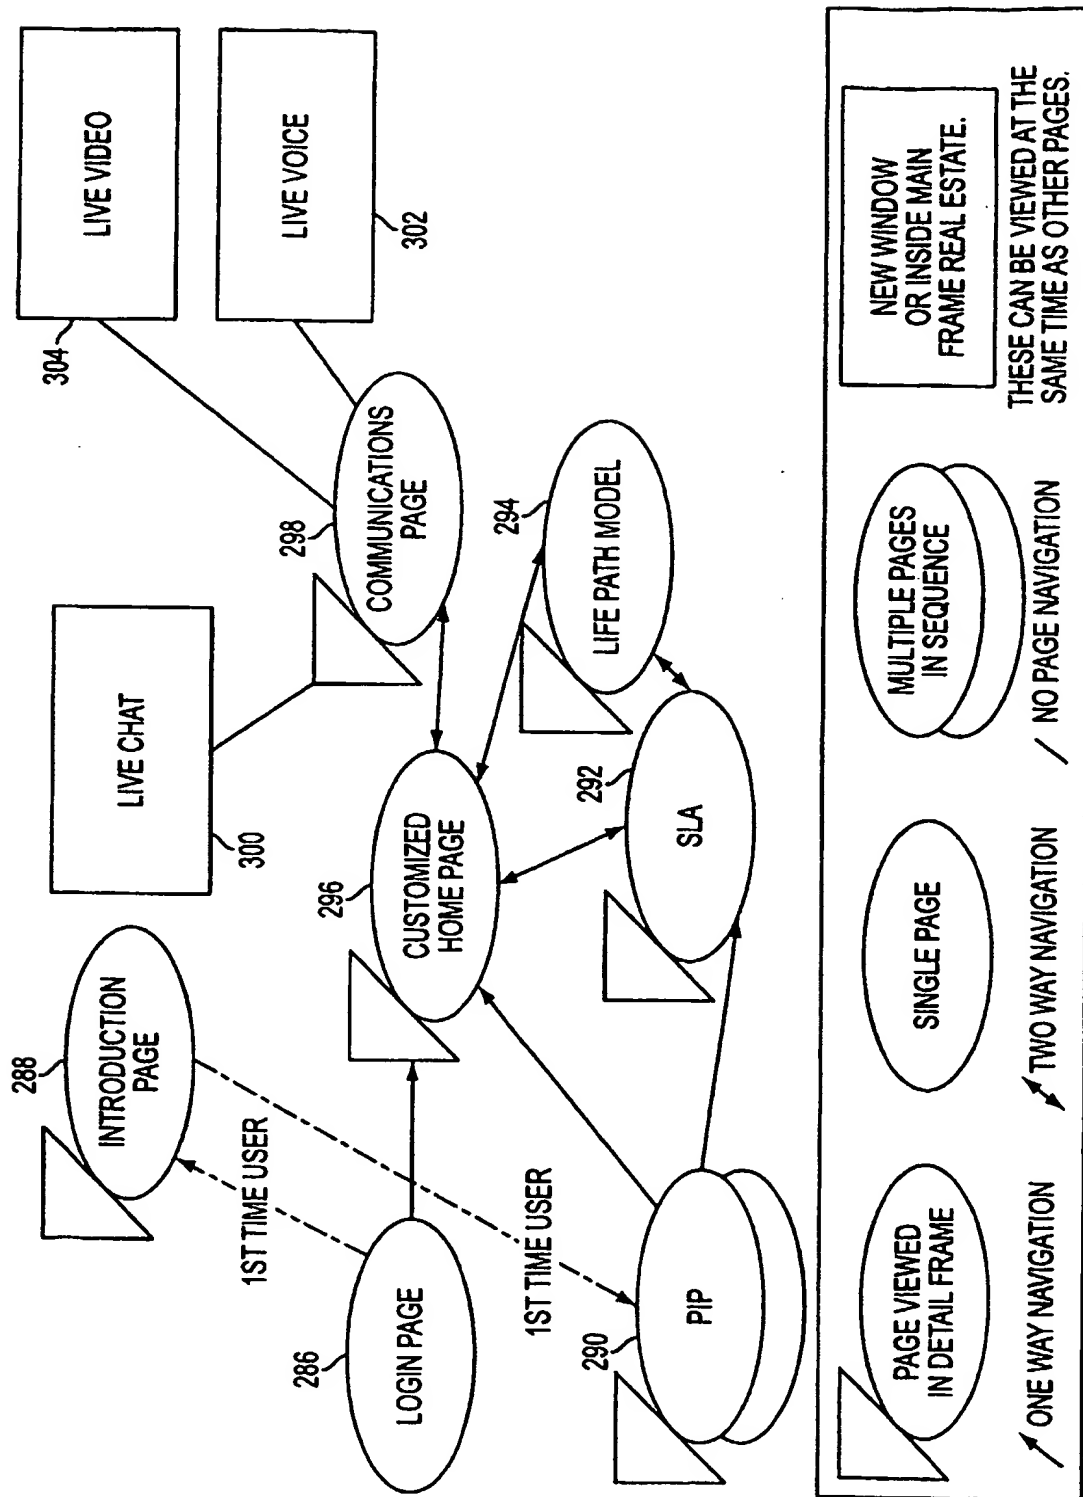 288
INTRODUCTION
PAGE
1ST TIME USER
286
LOGIN PAGE
1ST TIME USER
290
PIP
300
LIVE CHAT
296
CUSTOMIZED
HOME PAGE
292
SLA
304
LIVE VIDEO
302
LIVE VOICE
298
COMMUNICATIONS
PAGE
294
LIFE PATH MODEL
PAGE VIEWED
IN DETAIL FRAME
SINGLE PAGE
MULTIPLE PAGES
IN SEQUENCE
NEW WINDOW
OR INSIDE MAIN
FRAME REAL ESTATE.
THESE CAN BE VIEWED AT THE
SAME TIME AS OTHER PAGES.
ONE WAY NAVIGATION
TWO WAY NAVIGATION
NO PAGE NAVIGATION